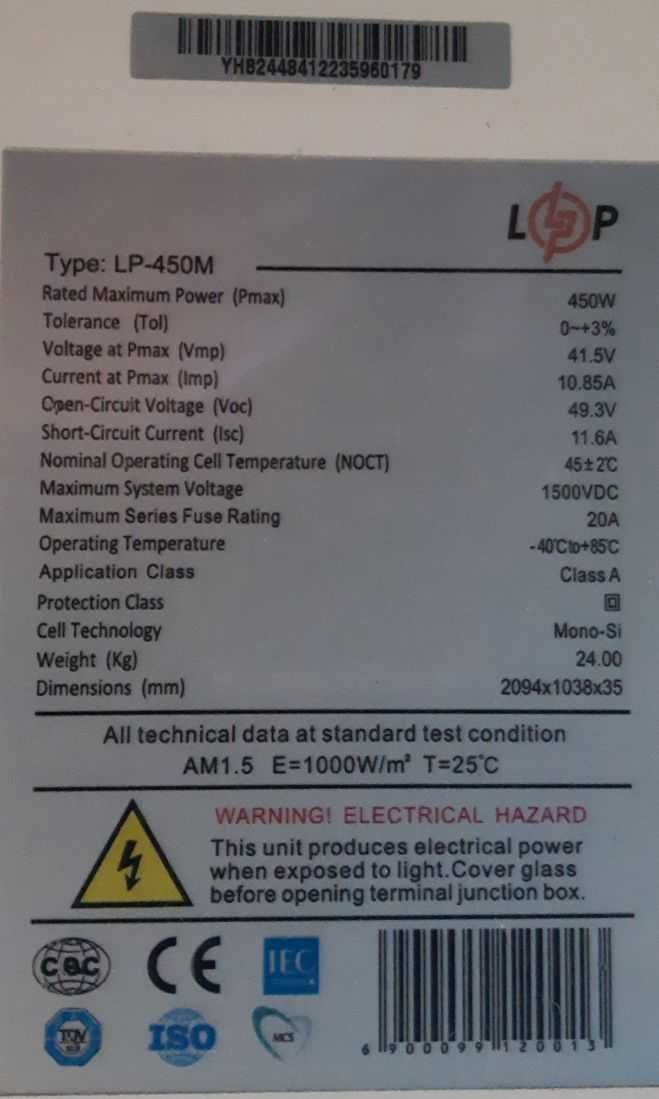 YHB2448412235960179
LP
Type: LP-450M
Rated Maximum Power (Pmax) 450W
Tolerance (Tol) 0~+3%
Voltage at Pmax (Vmp) 41.5V
Current at Pmax (Imp) 10.85A
Open-Circuit Voltage (Voc) 49.3V
Short-Circuit Current (Isc) 11.6A
Nominal Operating Cell Temperature (NOCT) 45±2℃
Maximum System Voltage 1500VDC
Maximum Series Fuse Rating 20A
Operating Temperature -40℃to+85℃
Application Class Class A
Protection Class
Cell Technology Mono-Si
Weight (Kg) 24.00
Dimensions (mm) 2094x1038x35
All technical data at standard test condition
AM1.5 E=1000W/m² T=25℃
WARNING! ELECTRICAL HAZARD
This unit produces electrical power
when exposed to light.Cover glass
before opening terminal junction box.
CQC CE IEC
TÜV ISO MCS
6 900099 120013